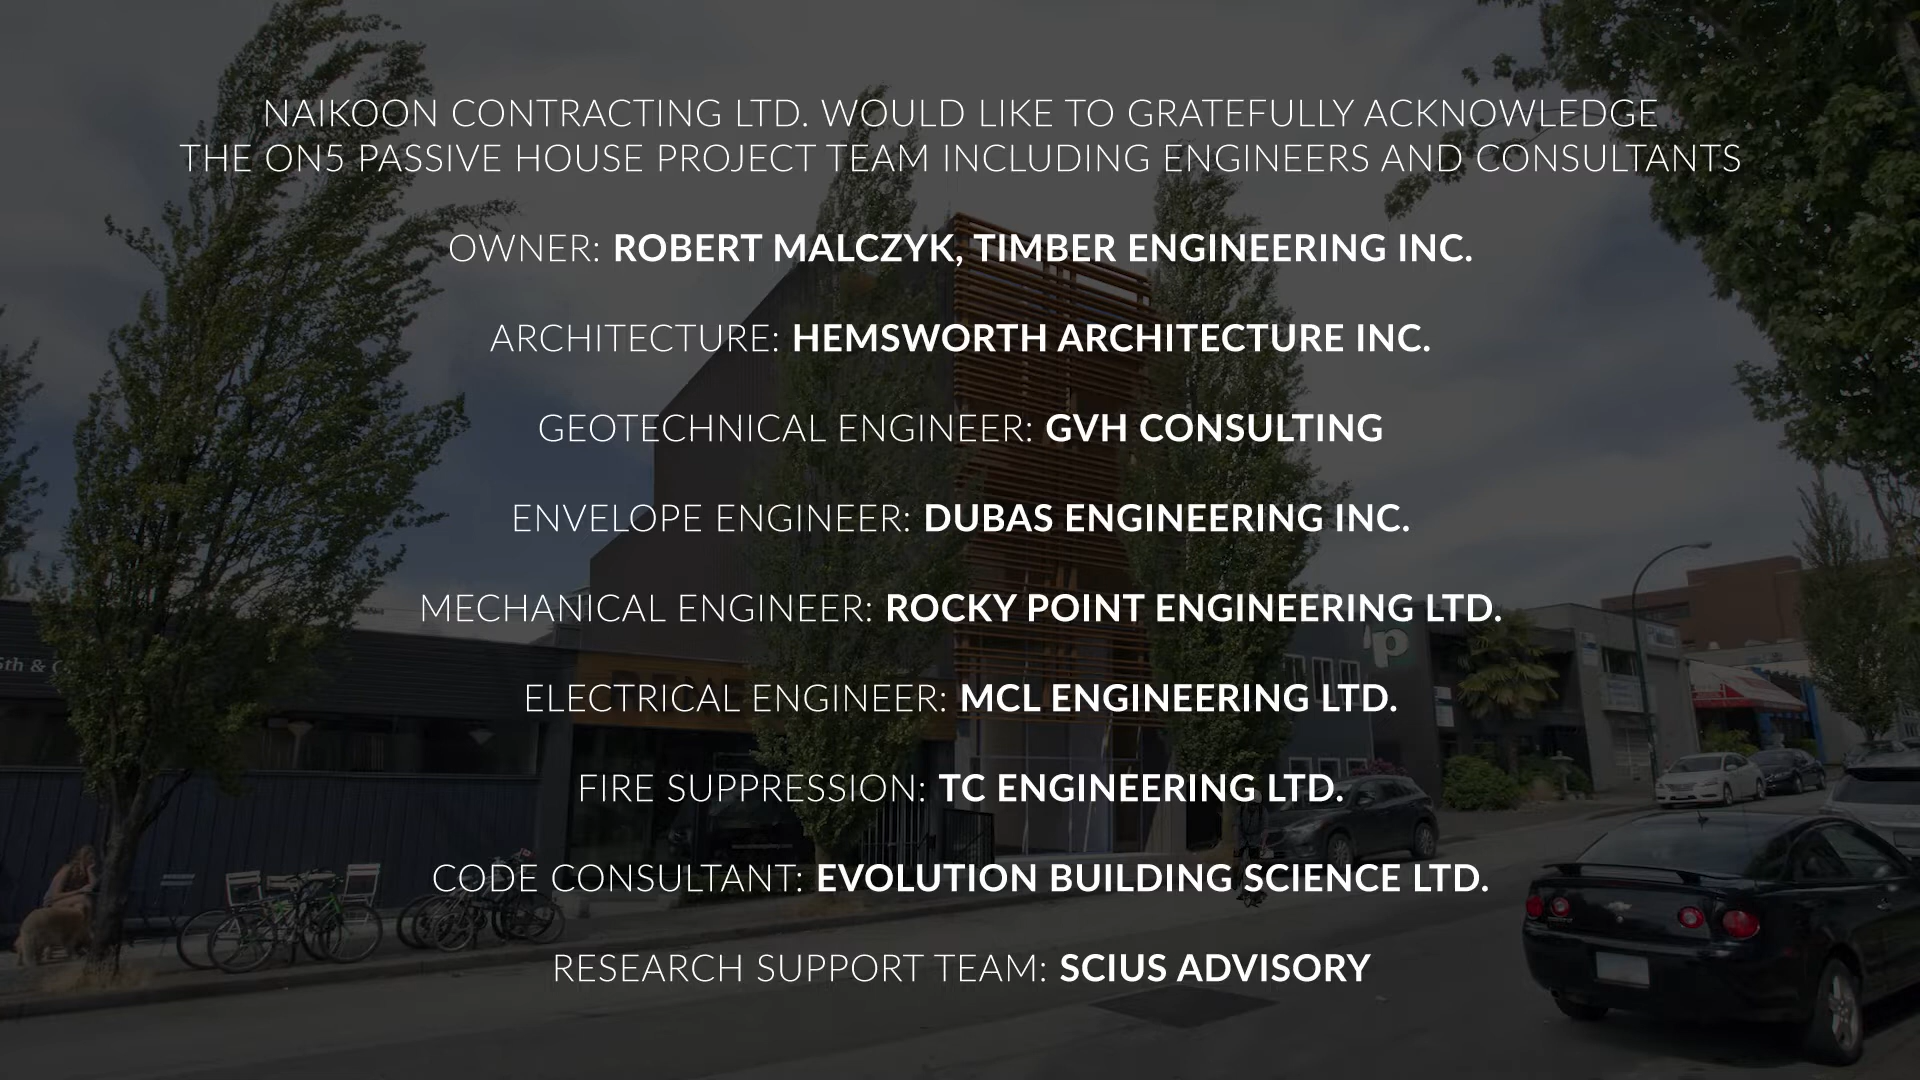 NAIKOON CONTRACTING LTD. WOULD LIKE TO GRATEFULLY ACKNOWLEDGE
THE ON5 PASSIVE HOUSE PROJECT TEAM INCLUDING ENGINEERS AND CONSULTANTS
OWNER: ROBERT MALCZYK, TIMBER ENGINEERING INC.
ARCHITECTURE: HEMSWORTH ARCHITECTURE INC.
GEOTECHNICAL ENGINEER: GVH CONSULTING
ENVELOPE ENGINEER: DUBAS ENGINEERING INC.
MECHANICAL ENGINEER: ROCKY POINT ENGINEERING LTD.
ELECTRICAL ENGINEER: MCL ENGINEERING LTD.
FIRE SUPPRESSION: TC ENGINEERING LTD.
CODE CONSULTANT: EVOLUTION BUILDING SCIENCE LTD.
RESEARCH SUPPORT TEAM: SCIUS ADVISORY